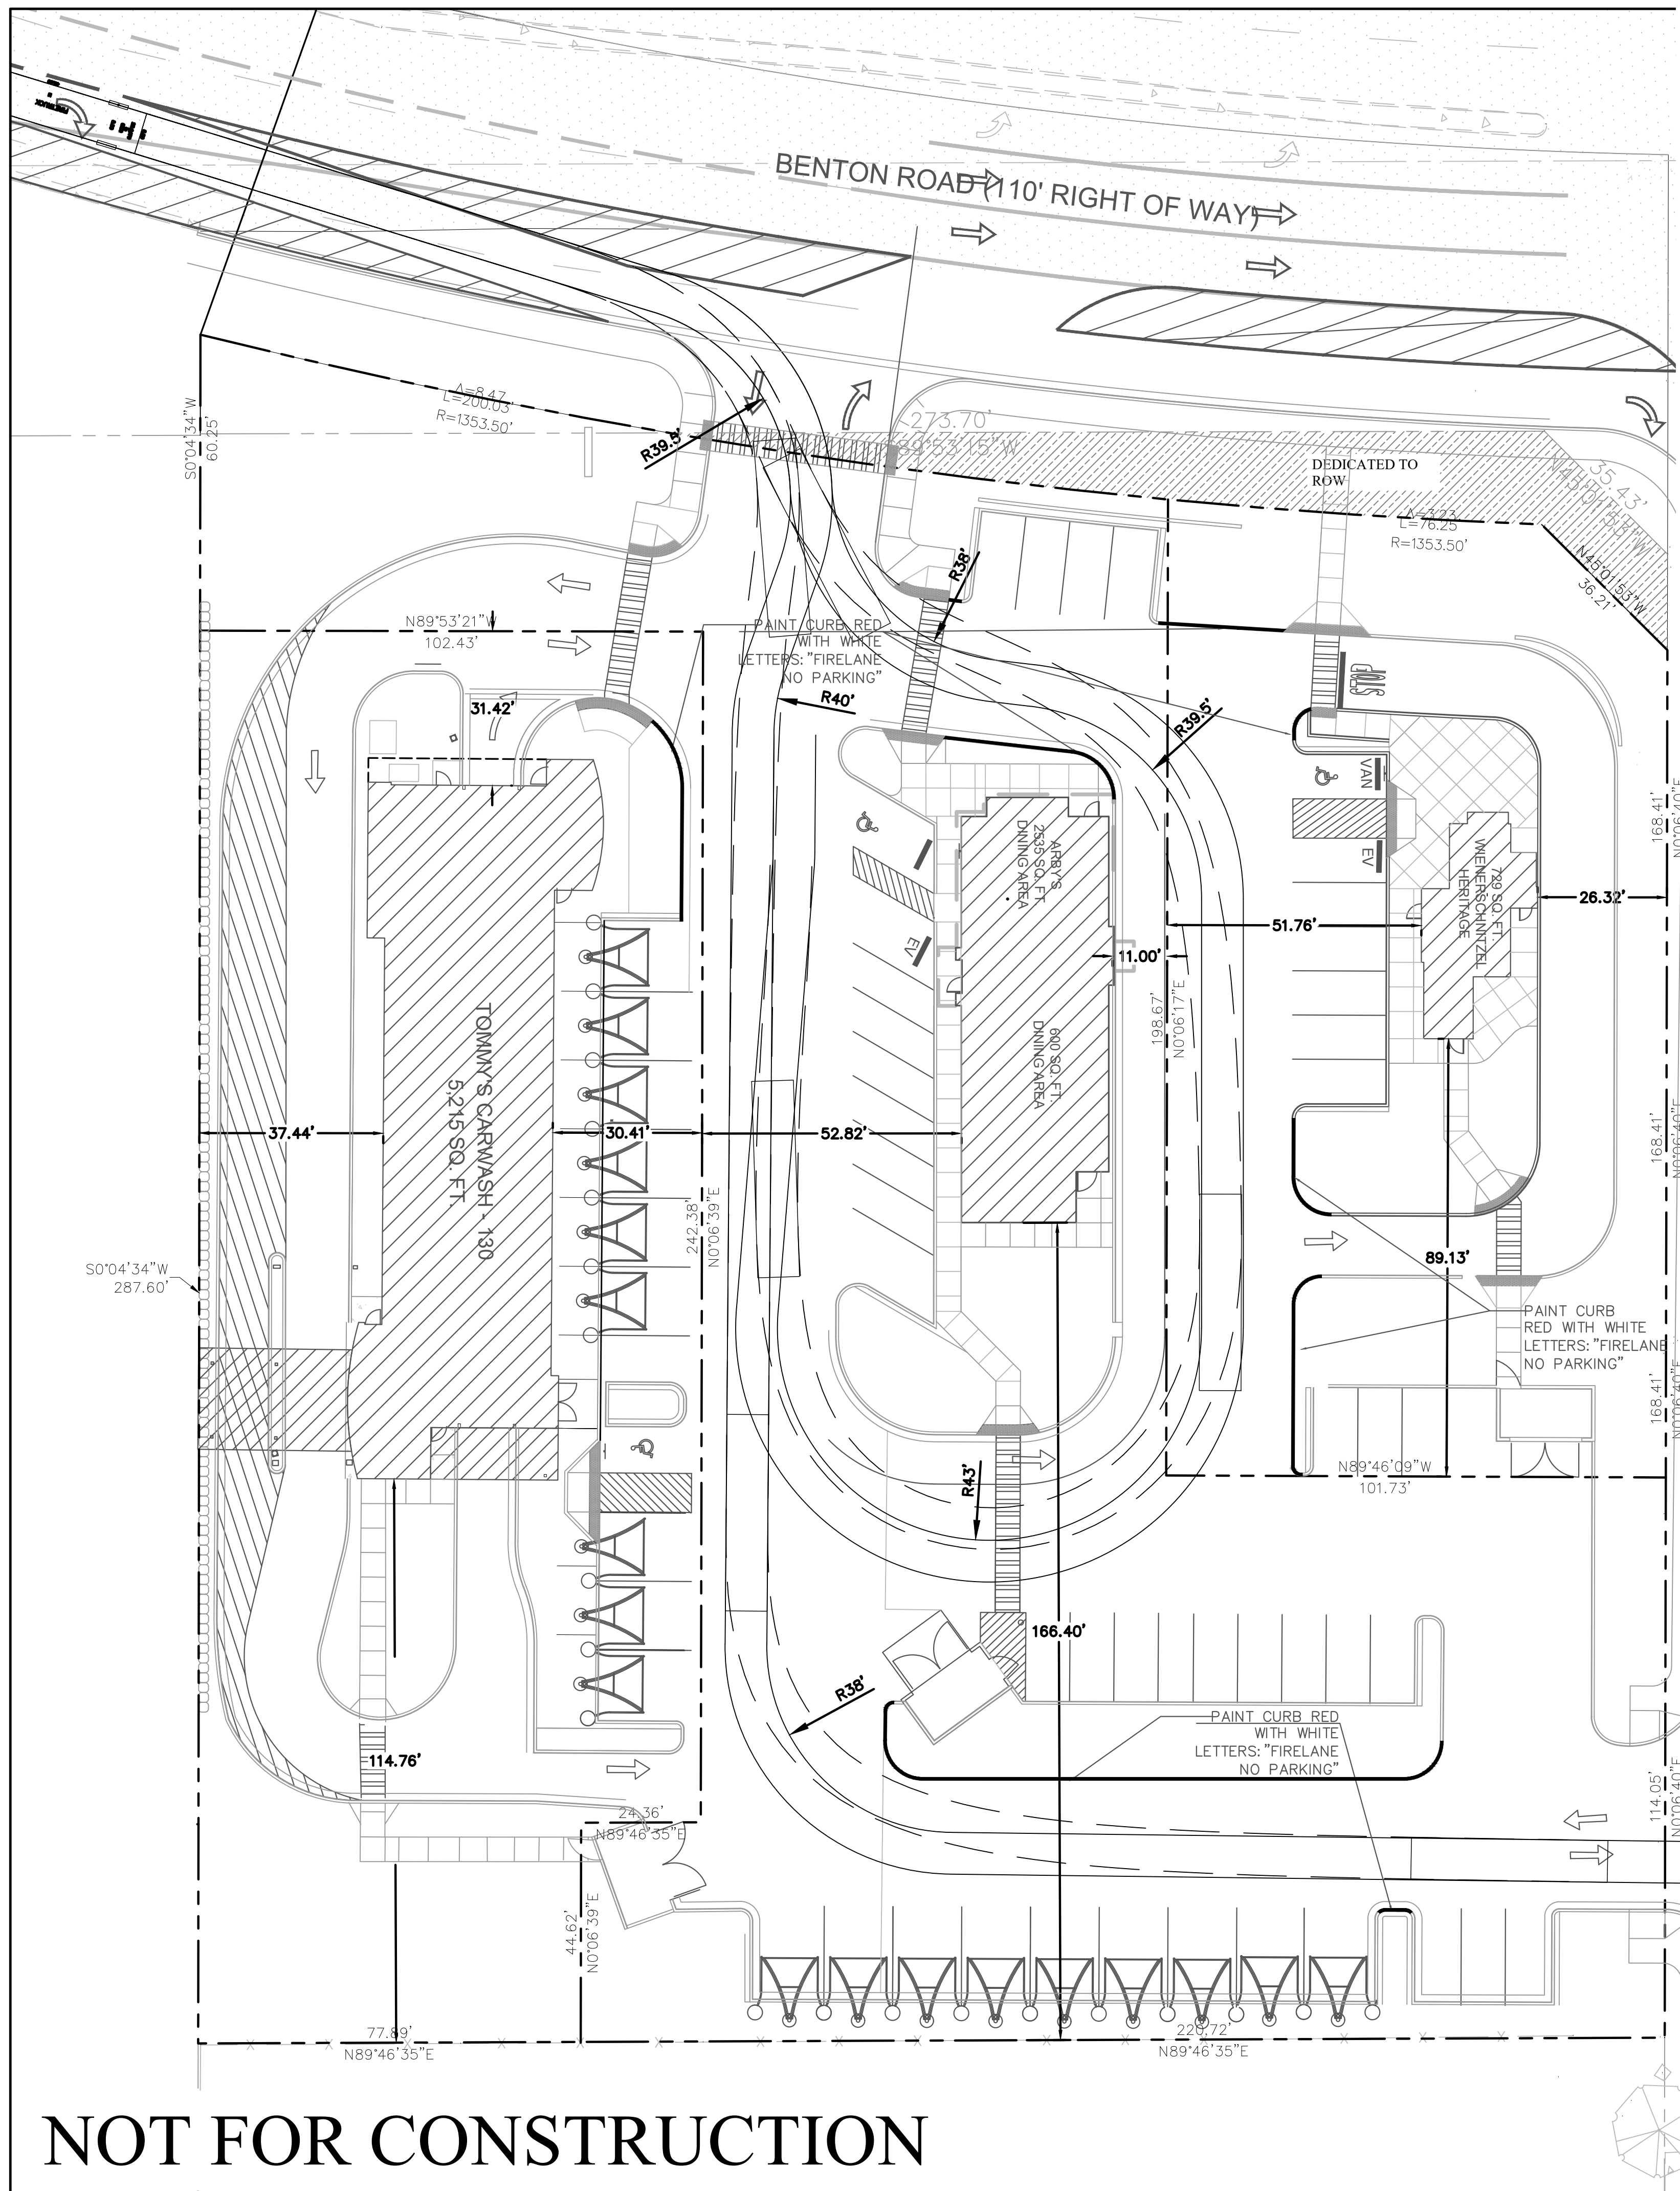 BENTON ROAD (110' RIGHT OF WAY)
Δ=8.47
L=200.03'
R=1353.50'
S0°04'34"W
60.25'
R39.5'
273.70'
DEDICATED TO
ROW
35.43'
Δ=3.23
L=76.25
R=1353.50'
N45°01'53"W
36.21'
R38'
N89°53'21"W
102.43'
PAINT CURB RED
WITH WHITE
LETTERS: "FIRELANE
NO PARKING"
R40'
R39.5'
STOP
31.42'
VAN
EV
EV
ARBY'S
2535 SQ. FT
DINING AREA
729 SQ. FT.
WIENERSCHNITZEL
HERITAGE
168.41'
N0°06'40"E
26.32'
51.76'
11.00'
198.67'
N0°06'17"E
600 SQ. FT.
DINING AREA
TOMMY'S CARWASH - 130
5,215 SQ. FT.
37.44'
30.41'
52.82'
168.41'
N0°06'40"E
242.38'
N0°06'39"E
S0°04'34"W
287.60'
89.13'
PAINT CURB
RED WITH WHITE
LETTERS: "FIRELANE
NO PARKING"
168.41'
N0°06'40"E
N89°46'09"W
101.73'
R43'
166.40'
R38'
PAINT CURB RED
WITH WHITE
LETTERS: "FIRELANE
NO PARKING"
114.76'
114.05'
N0°06'40"E
24.36'
N89°46'35"E
44.62'
N0°06'39"E
77.89'
N89°46'35"E
220.72'
N89°46'35"E
NOT FOR CONSTRUCTION